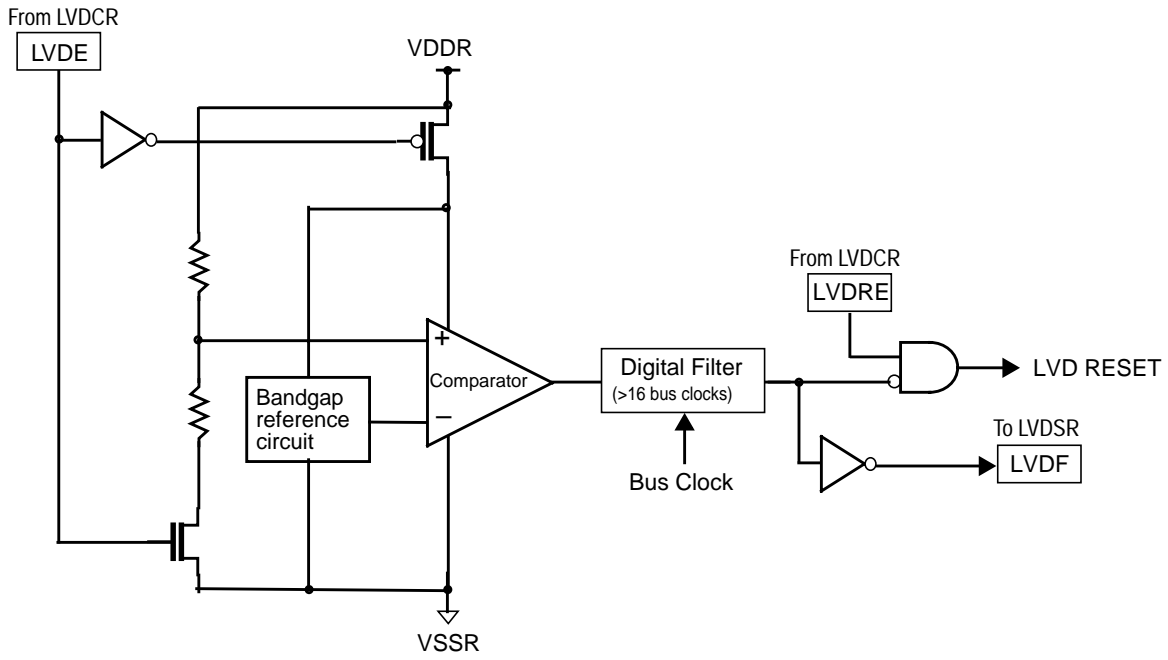 From LVDCR
LVDE
VDDR
+
Comparator
−
Bandgap
reference
circuit
VSSR
Digital Filter
(>16 bus clocks)
Bus Clock
From LVDCR
LVDRE
LVD RESET
To LVDSR
LVDF